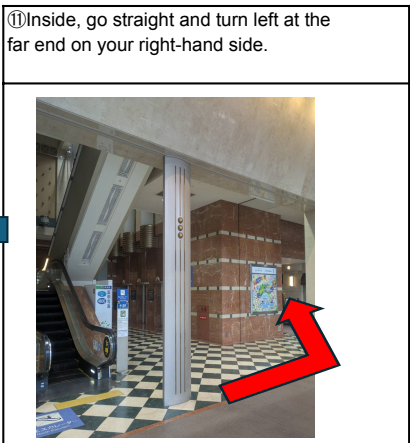 ⑪Inside, go straight and turn left at the
far end on your right-hand side.